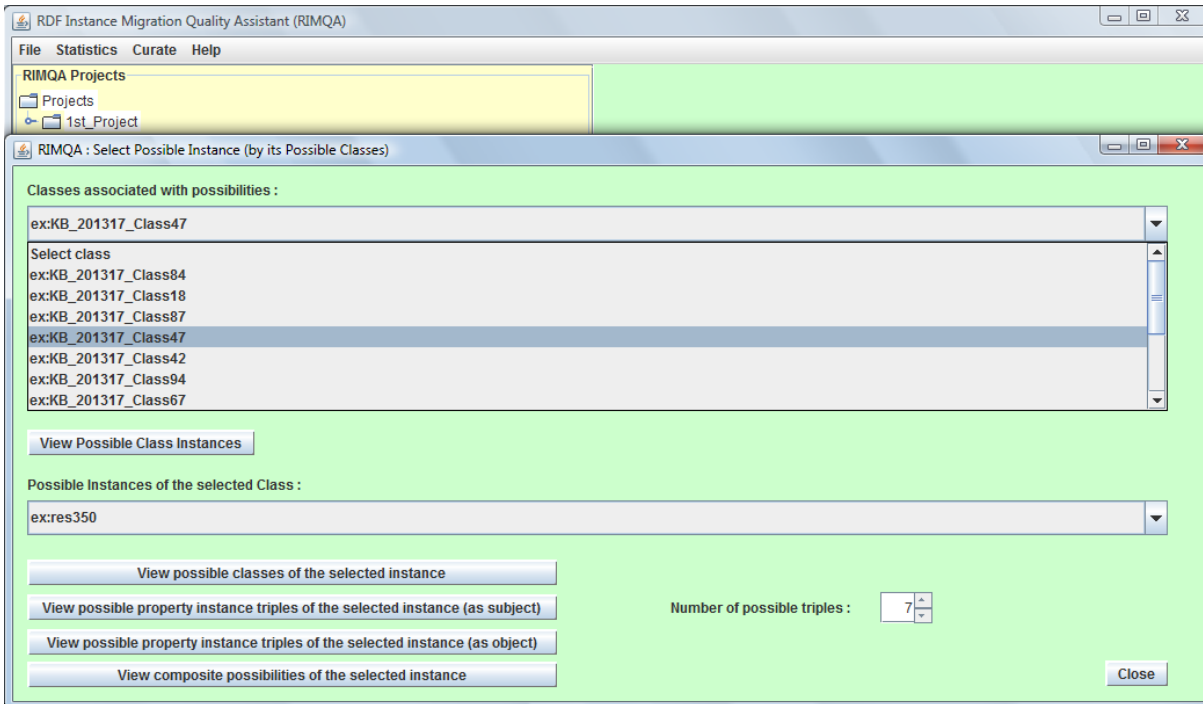 RDF Instance Migration Quality Assistant (RIMQA)
File Statistics Curate Help
RIMQA Projects
Projects
1st_Project
RIMQA : Select Possible Instance (by its Possible Classes)
Classes associated with possibilities :
ex:KB_201317_Class47
Select class
ex:KB_201317_Class84
ex:KB_201317_Class18
ex:KB_201317_Class87
ex:KB_201317_Class47
ex:KB_201317_Class42
ex:KB_201317_Class94
ex:KB_201317_Class67
View Possible Class Instances
Possible Instances of the selected Class :
ex:res350
View possible classes of the selected instance
View possible property instance triples of the selected instance (as subject) Number of possible triples : 7
View possible property instance triples of the selected instance (as object)
View composite possibilities of the selected instance Close